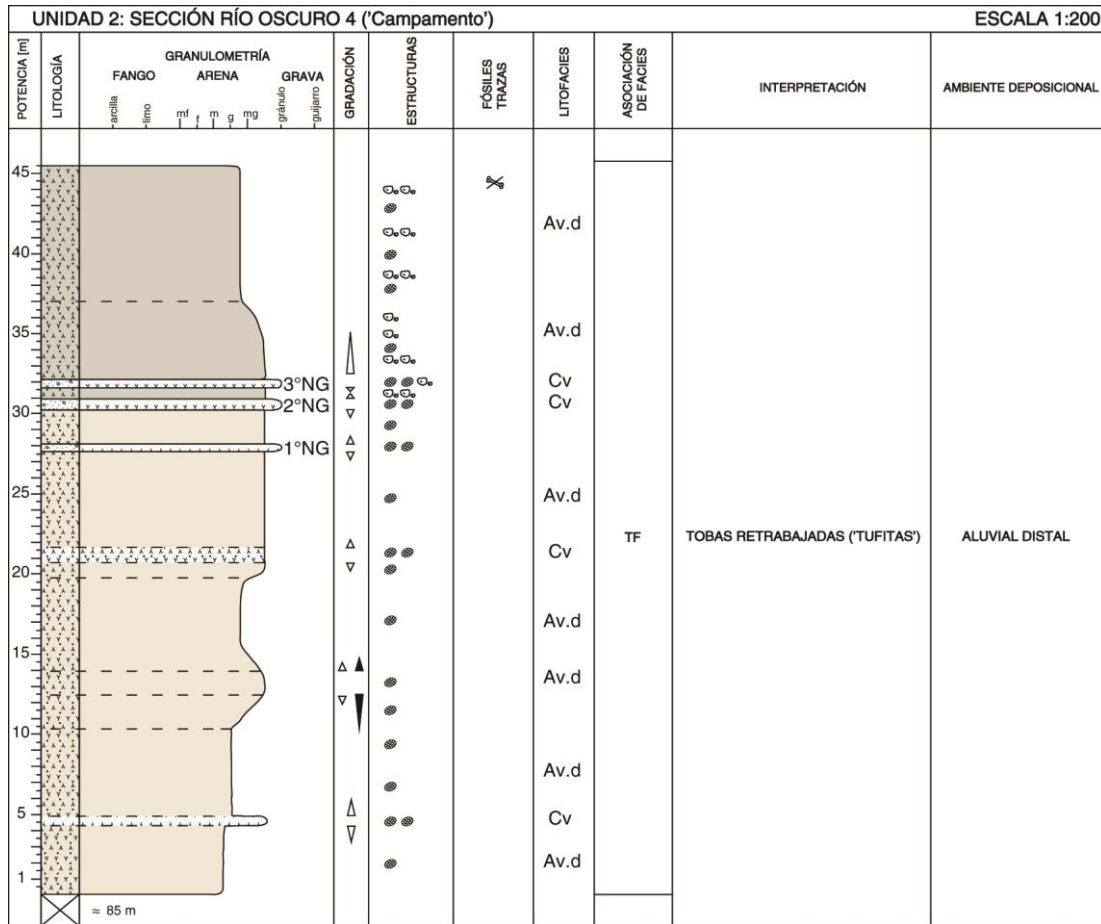 UNIDAD 2: SECCIÓN RÍO OSCURO 4 ('Campamento') ESCALA 1:200
POTENCIA [m]
LITOLOGÍA
GRANULOMETRÍA
FANGO ARENA GRAVA
arcilla limo mf f m g mg gránulo guijarro
GRADACIÓN
ESTRUCTURAS
FÓSILES
TRAZAS
LITOFACIES
ASOCIACIÓN
DE FACIES
INTERPRETACIÓN
AMBIENTE DEPOSICIONAL
45
Av.d
40
35 Av.d
3°NG Cv
2°NG Cv
30
1°NG
25 Av.d
Cv
TF TOBAS RETRABAJADAS ('TUFITAS') ALUVIAL DISTAL
20
Av.d
15
Av.d
10
Av.d
5 Cv
Av.d
1
≈ 85 m